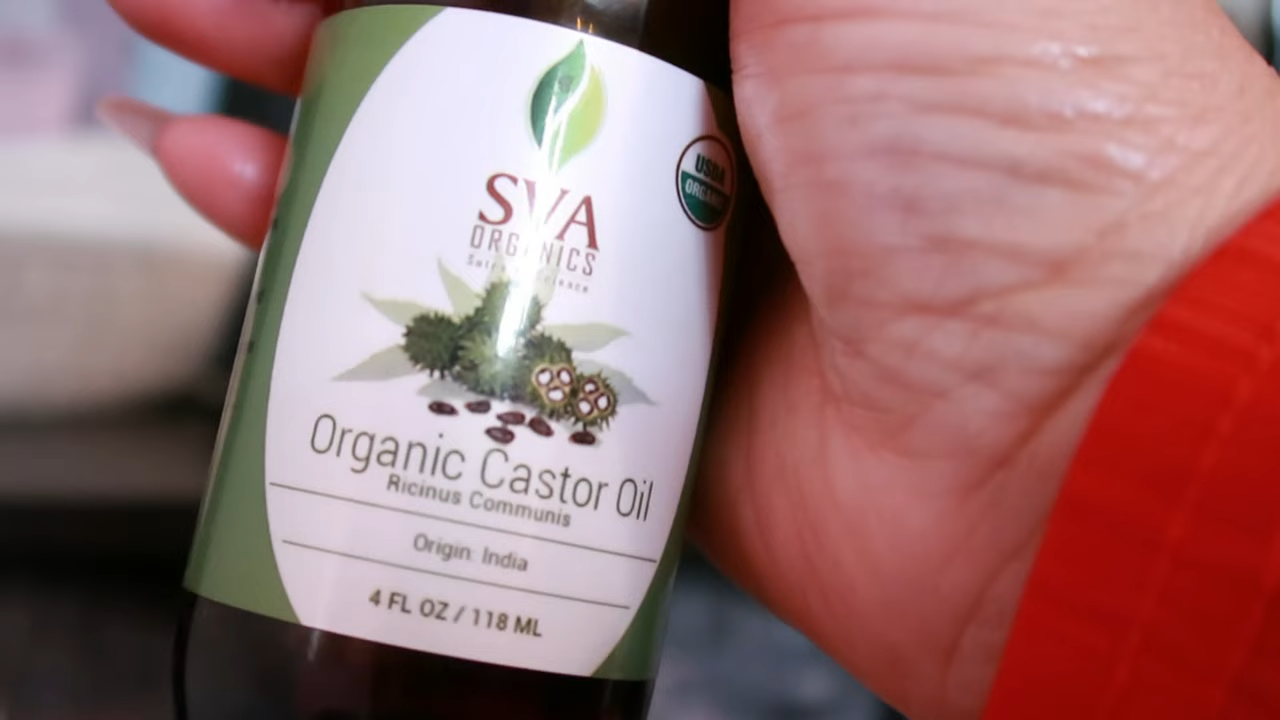 SVA
ORGANICS
USDA
ORGANIC
Organic Castor Oil
Ricinus Communis
Origin: India
4 FL OZ / 118 ML